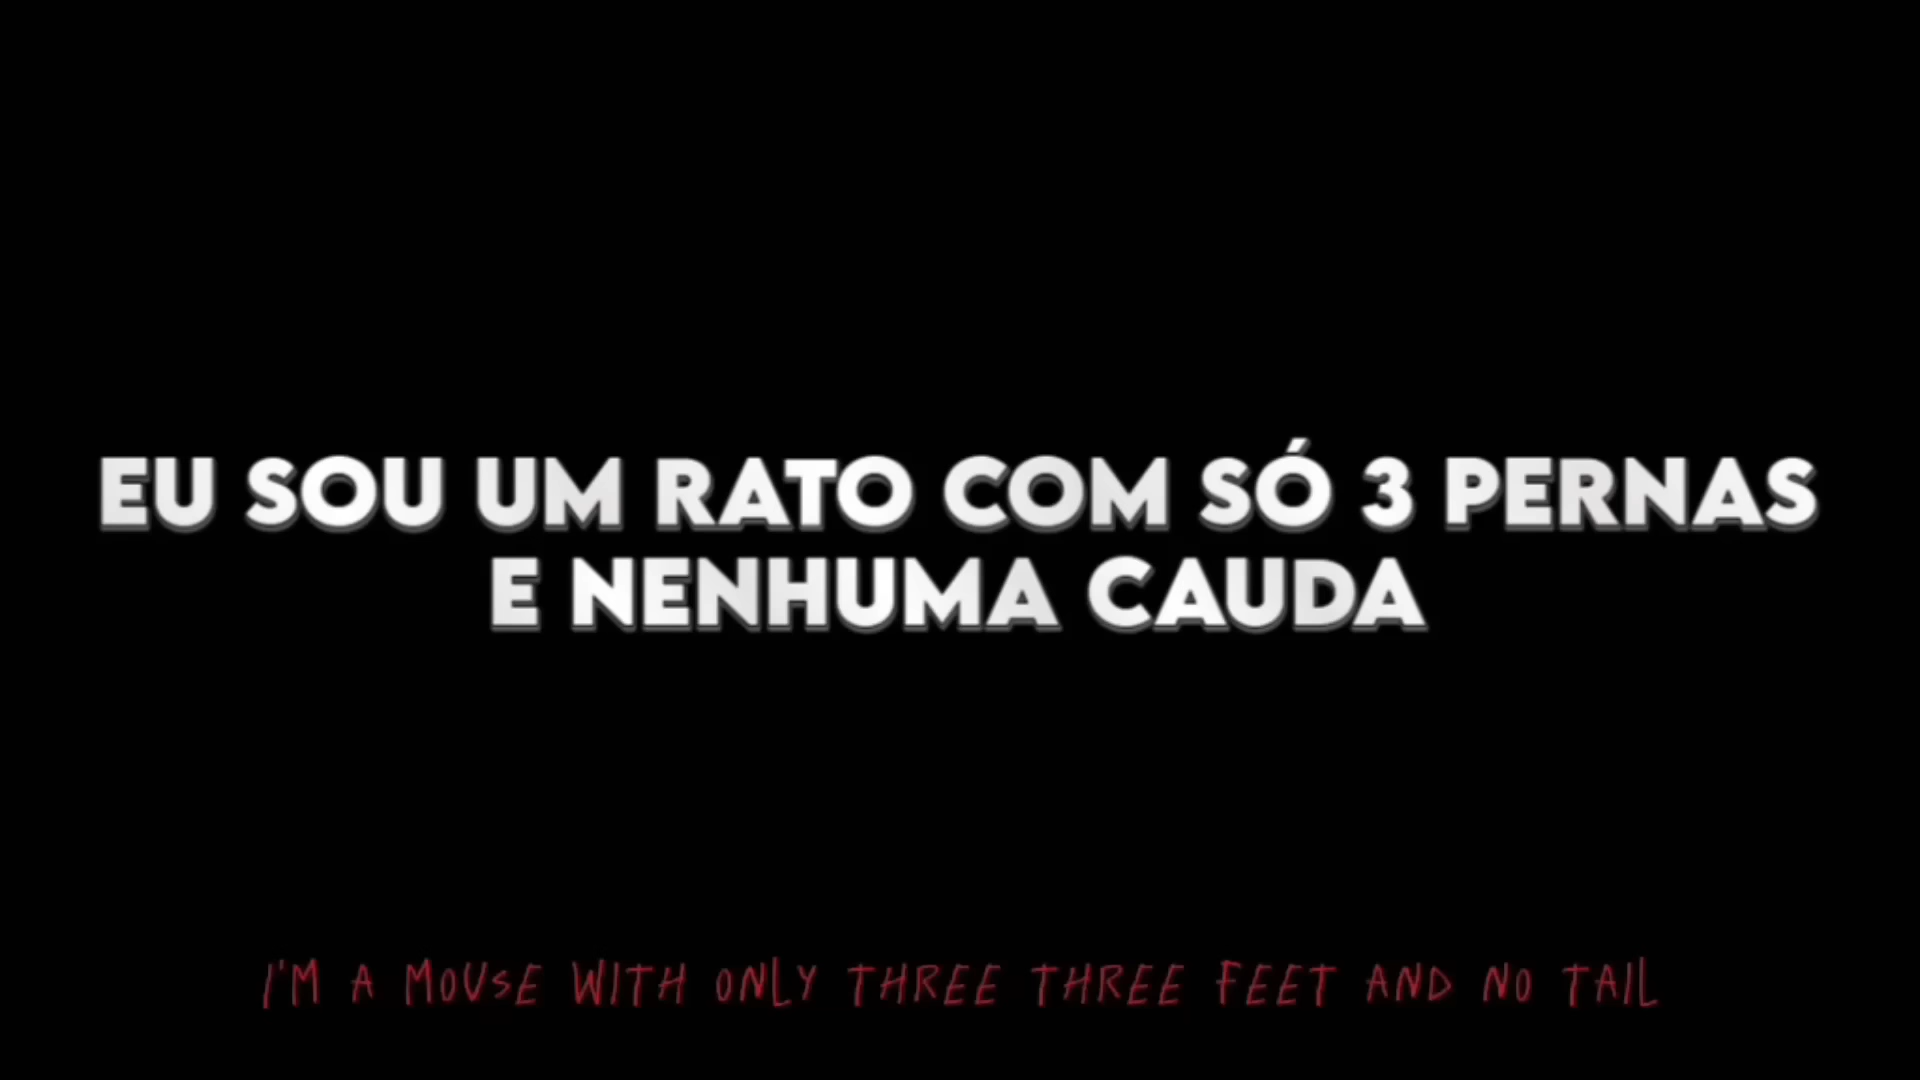 EU SOU UM RATO COM SÓ 3 PERNAS
E NENHUMA CAUDA
I'M A MOUSE WITH ONLY THREE THREE FEET AND NO TAIL